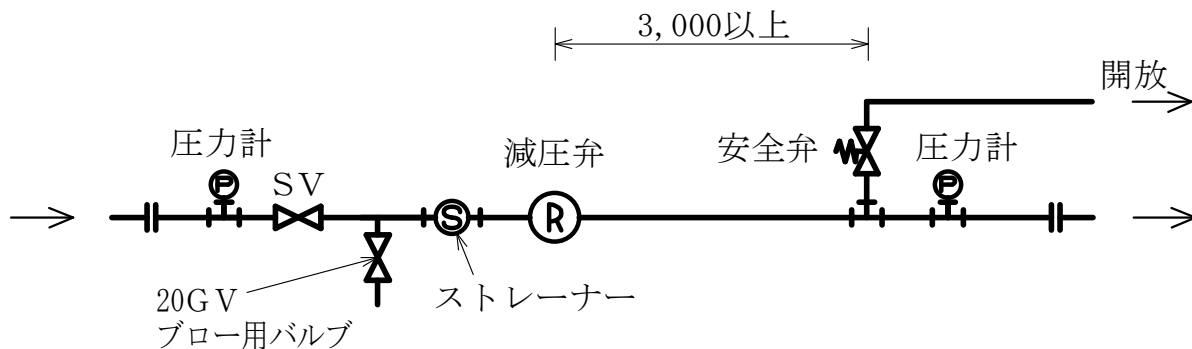 3,000以上
開放
圧力計
減圧弁
安全弁
圧力計
P
SV
P
S
R
20GV
ブロー用バルブ
ストレーナー